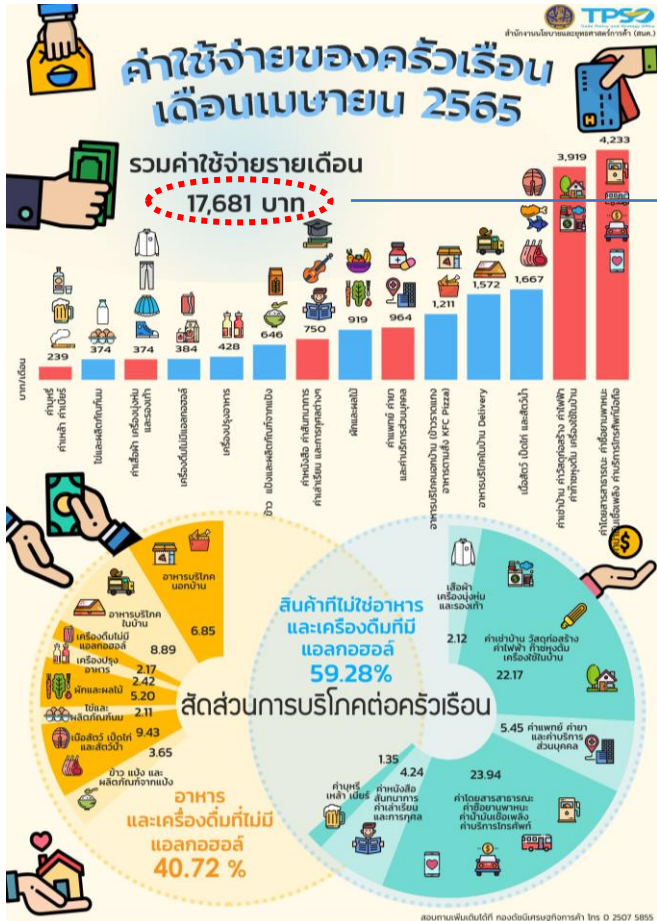 TPSO
Trade Policy and Strategy Office
สำนักงานนโยบายและยุทธศาสตร์การค้า (สนค.)
ค่าใช้จ่ายของครัวเรือน
เดือนเมษายน 2565
รวมค่าใช้จ่ายรายเดือน
17,681 บาท
บาท/เดือน
239
374
374
384
428
646
750
919
964
1,211
1,572
1,667
3,919
4,233
ค่าบุหรี่
ค่าเหล้า ค่าเบียร์
ไข่และผลิตภัณฑ์นม
ค่าเสื้อผ้า เครื่องนุ่งห่ม
และรองเท้า
เครื่องดื่มไม่มีแอลกอฮอล์
เครื่องปรุงอาหาร
ข้าว แป้งและผลิตภัณฑ์จากแป้ง
ค่าหนังสือ ค่าสันทนาการ
ค่าเล่าเรียน และการกุศลต่างๆ
ผักและผลไม้
ค่าแพทย์ ค่ายา
และค่าบริการส่วนบุคคล
อาหารบริโภคนอกบ้าน (ข้าวราดแกง
อาหารตามสั่ง KFC Pizza)
อาหารบริโภคในบ้าน Delivery
เนื้อสัตว์ เป็ดไก่ และสัตว์น้ำ
ค่าเช่าบ้าน ค่าวัสดุก่อสร้าง ค่าไฟฟ้า
ค่าก๊าซหุงต้ม เครื่องใช้ในบ้าน
ค่าโดยสารสาธารณะ ค่าซื้อยานพาหนะ
น้ำมันเชื้อเพลิง ค่าบริการโทรศัพท์มือถือ
สัดส่วนการบริโภคต่อครัวเรือน
อาหารบริโภค
นอกบ้าน
6.85
อาหารบริโภค
ในบ้าน
8.89
เครื่องดื่มไม่มี
แอลกอฮอล์
2.17
เครื่องปรุง
อาหาร
2.42
ผักและผลไม้
5.20
ไข่และ
ผลิตภัณฑ์นม
2.11
เนื้อสัตว์ เป็ดไก่
และสัตว์น้ำ
9.43
ข้าว แป้ง และ
ผลิตภัณฑ์จากแป้ง
3.65
อาหาร
และเครื่องดื่มที่ไม่มี
แอลกอฮอล์
40.72 %
สินค้าที่ไม่ใช่อาหาร
และเครื่องดื่มที่มี
แอลกอฮอล์
59.28%
เสื้อผ้า
เครื่องนุ่งห่ม
และรองเท้า
2.12
ค่าเช่าบ้าน วัสดุก่อสร้าง
ค่าไฟฟ้า ก๊าซหุงต้ม
เครื่องใช้ในบ้าน
22.17
5.45 ค่าแพทย์ ค่ายา
และค่าบริการ
ส่วนบุคคล
23.94
ค่าโดยสารสาธารณะ
ค่าซื้อยานพาหนะ
ค่าน้ำมันเชื้อเพลิง
ค่าบริการโทรศัพท์
4.24
ค่าหนังสือ
สันทนาการ
ค่าเล่าเรียน
และการกุศล
1.35
ค่าบุหรี่
เหล้า เบียร์
สอบถามเพิ่มเติมได้ที่ กองดัชนีเศรษฐกิจการค้า โทร 0 2507 5855